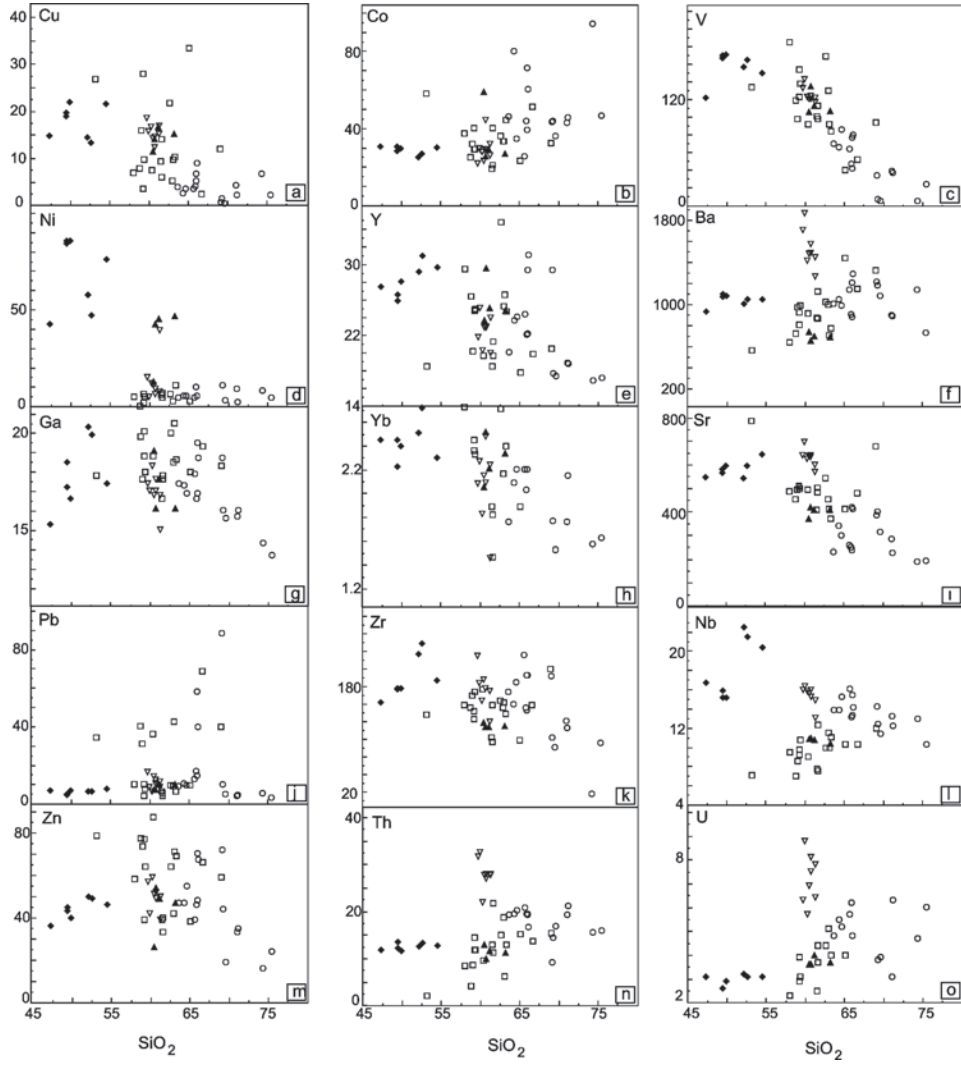 Cu
40
30
20
10
0
a
Co
80
40
0
b
V
120
c
Ni
50
0
d
Y
30
22
14
e
Ba
1800
1000
200
f
Ga
20
15
g
Yb
2.2
1.2
h
Sr
800
400
0
ı
Pb
80
40
0
j
Zr
180
20
k
Nb
20
12
4
l
Zn
80
40
0
m
45 55 65 75
SiO2
Th
40
20
0
n
45 55 65 75
SiO2
U
8
2
o
45 55 65 75
SiO2